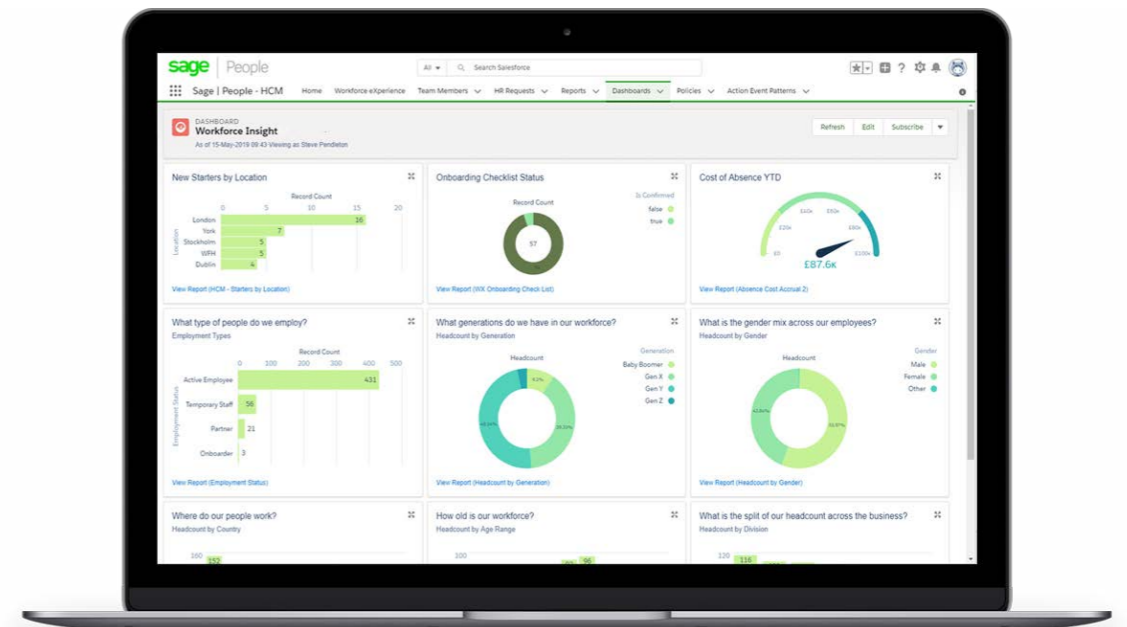 sage People
All Search Salesforce
Sage | People - HCM Home Workforce eXperience Team Members HR Requests Reports Dashboards Policies Action Event Patterns
DASHBOARD
Workforce Insight
As of 15-May-2019 09:43 Viewing as Steve Pendleton
Refresh Edit Subscribe
New Starters by Location
Record Count
0 5 10 15 20
Location
London 16
York 7
Stockholm 5
WFH 5
Dublin 4
View Report (HCM - Starters by Location)
Onboarding Checklist Status
Record Count
Is Confirmed
false
true
57
View Report (WX Onboarding Check List)
Cost of Absence YTD
£0 £20K £40K £60K £80K £100K
£87.6K
View Report (Absence Cost Accrual 2)
What type of people do we employ?
Employment Types
Record Count
0 100 200 300 400 500
Employment Status
Active Employee 431
Temporary Staff 56
Partner 21
Onboarder 3
View Report (Employment Status)
What generations do we have in our workforce?
Headcount by Generation
Headcount
Generation
Baby Boomer
Gen X
Gen Y
Gen Z
View Report (Headcount by Generation)
What is the gender mix across our employees?
Headcount by Gender
Headcount
Gender
Male
Female
Other
View Report (Headcount by Gender)
Where do our people work?
Headcount by Country
160 152
How old is our workforce?
Headcount by Age Range
100
96
What is the split of our headcount across the business?
Headcount by Division
120 116